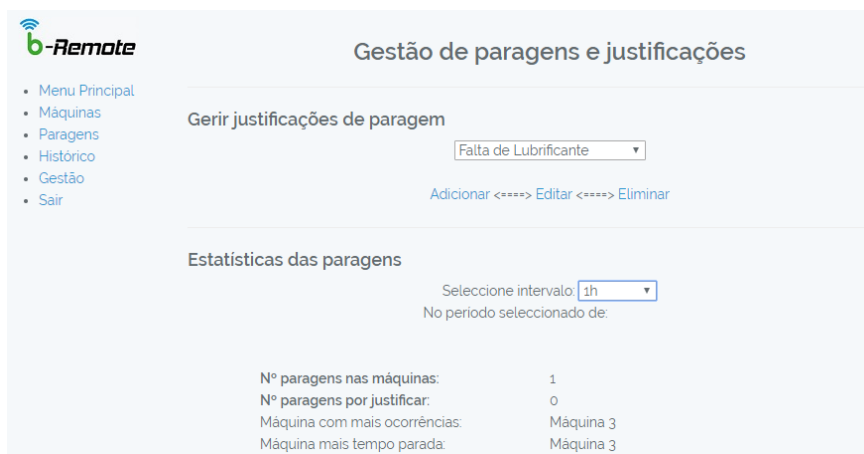 b-Remote
Gestão de paragens e justificações
Menu Principal
Máquinas
Paragens
Histórico
Gestão
Sair
Gerir justificações de paragem
Falta de Lubrificante
Adicionar <====> Editar <====> Eliminar
Estatísticas das paragens
Seleccione intervalo: 1h
No período seleccionado de:
Nº paragens nas máquinas: 1
Nº paragens por justificar: 0
Máquina com mais ocorrências: Máquina 3
Máquina mais tempo parada: Máquina 3